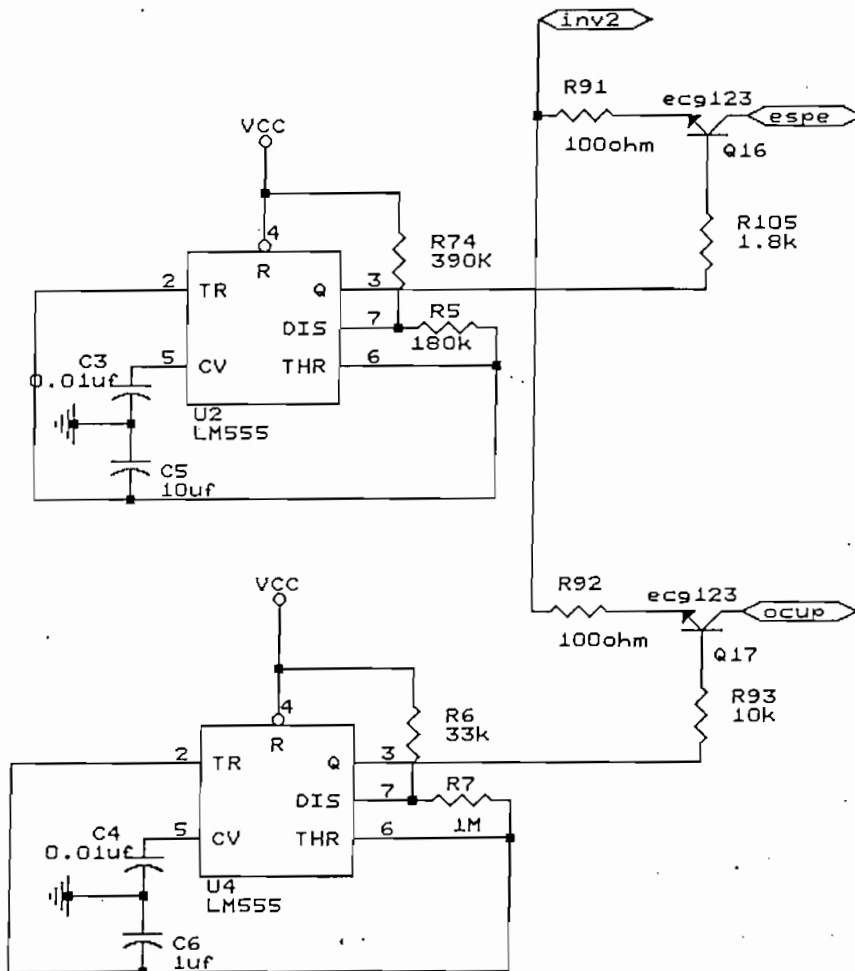 inv2
R91
ecg123
espe
100ohm
Q16
VCC
4
R
R74
390K
R105
1.8k
2
TR
Q
3
DIS
7
R5
180k
C3
0.01uf
5
CV
THR
6
U2
LM555
C5
10uf
VCC
R92
ecg123
ocup
100ohm
Q17
4
R
R6
33k
R93
10k
2
TR
Q
3
DIS
7
R7
1M
C4
0.01uf
5
CV
THR
6
U4
LM555
C6
1uf